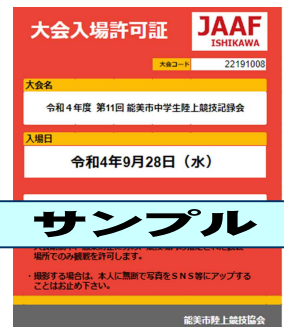 大会入場許可証
JAAF
ISHIKAWA
大会コード 22191008
大会名
令和4年度 第11回 能美市中学生陸上競技記録会
入場日
令和4年9月28日（水）
サンプル
場所でのみ観戦を許可します。
・撮影する場合は、本人に無断で写真をSNS等にアップする
ことはお止め下さい。
能美市陸上競技協会